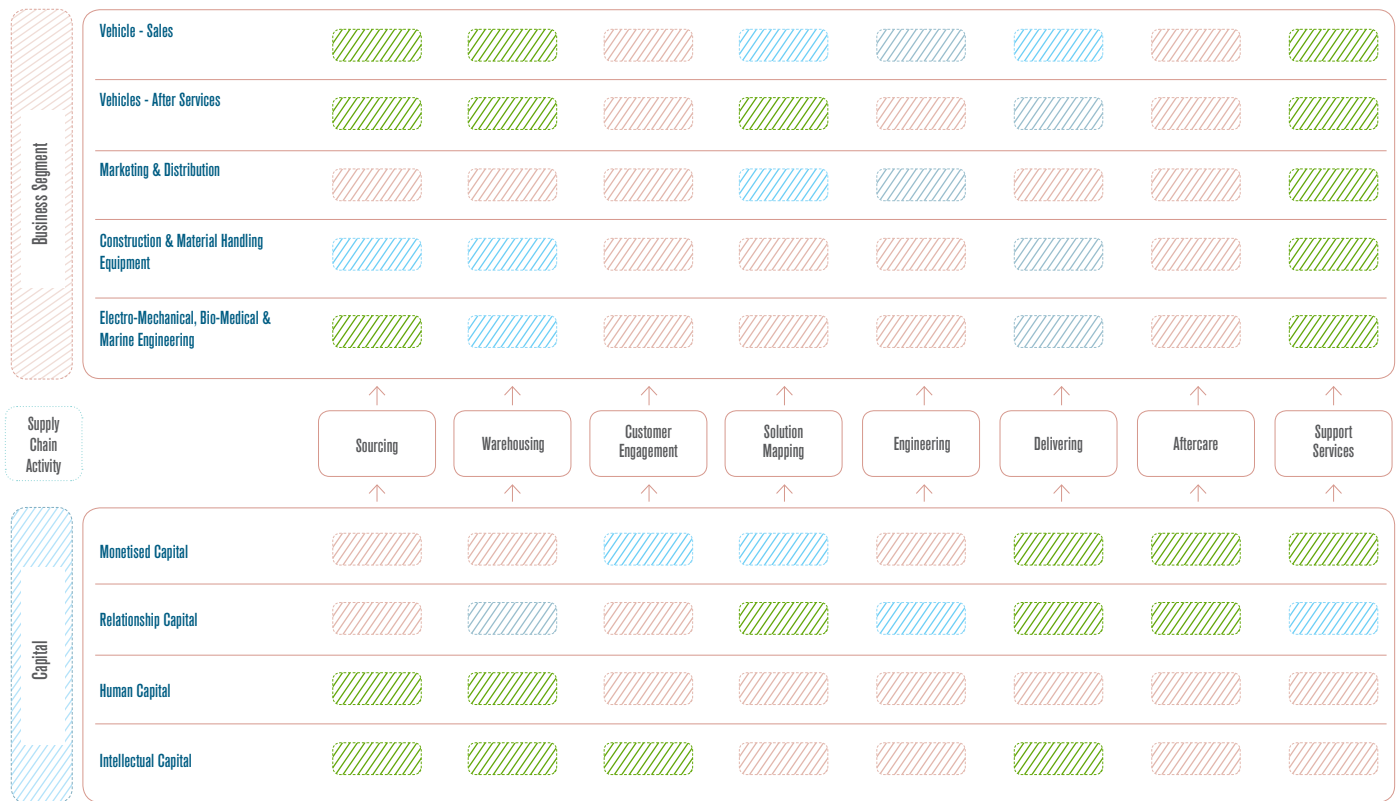 Business Segment
Vehicle - Sales
Vehicles - After Services
Marketing & Distribution
Construction & Material Handling
Equipment
Electro-Mechanical, Bio-Medical &
Marine Engineering
Supply
Chain
Activity
Sourcing
Warehousing
Customer
Engagement
Solution
Mapping
Engineering
Delivering
Aftercare
Support
Services
Capital
Monetised Capital
Relationship Capital
Human Capital
Intellectual Capital